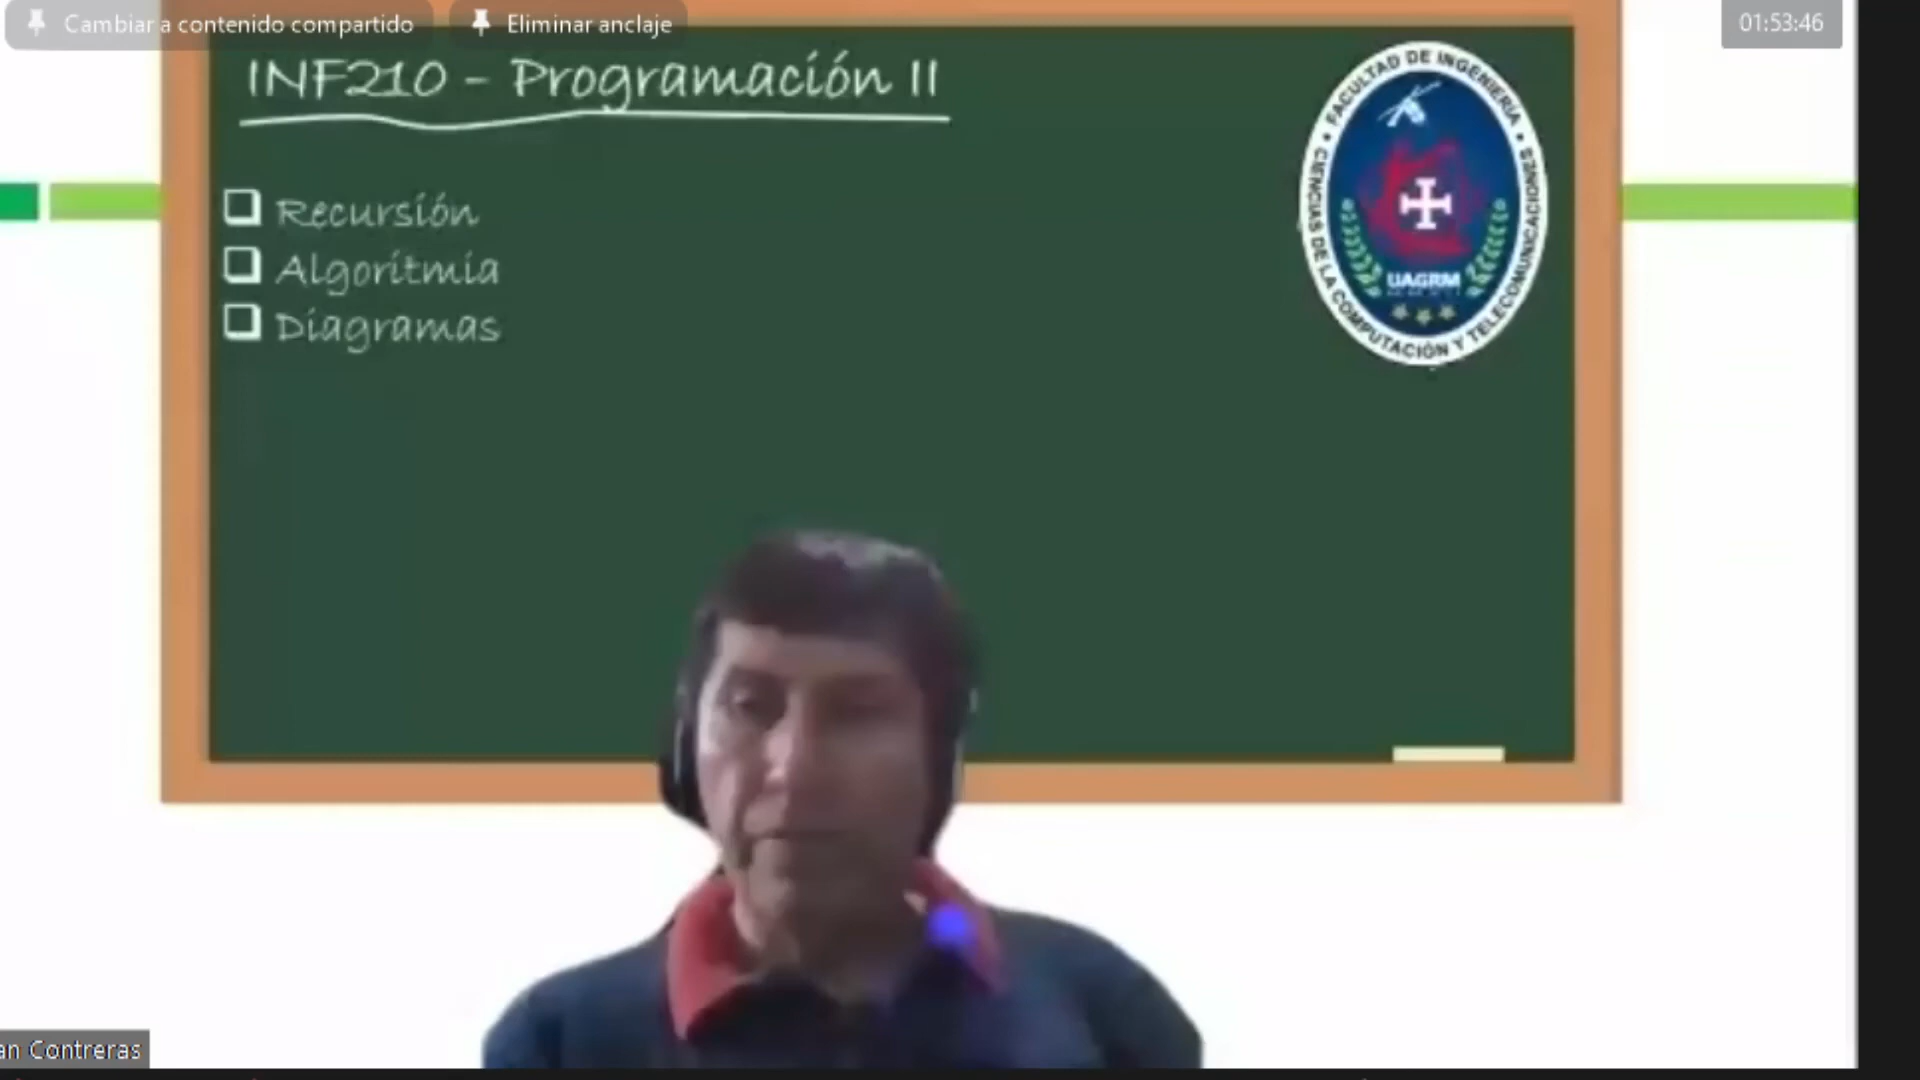 Cambiar a contenido compartido
Eliminar anclaje
01:53:46
INF210 - Programación II
Recursión
Algoritmia
Diagramas
FACULTAD DE INGENIERÍA
CIENCIAS DE LA COMPUTACIÓN Y TELECOMUNICACIONES
UAGRM
an Contreras